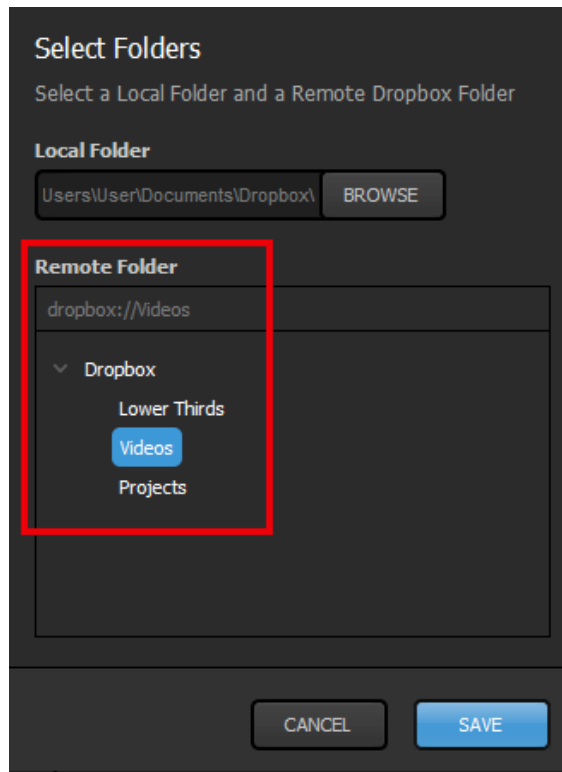 Select Folders
Select a Local Folder and a Remote Dropbox Folder
Local Folder
Users\User\Documents\Dropbox\
BROWSE
Remote Folder
dropbox://Videos
Dropbox
Lower Thirds
Videos
Projects
CANCEL
SAVE